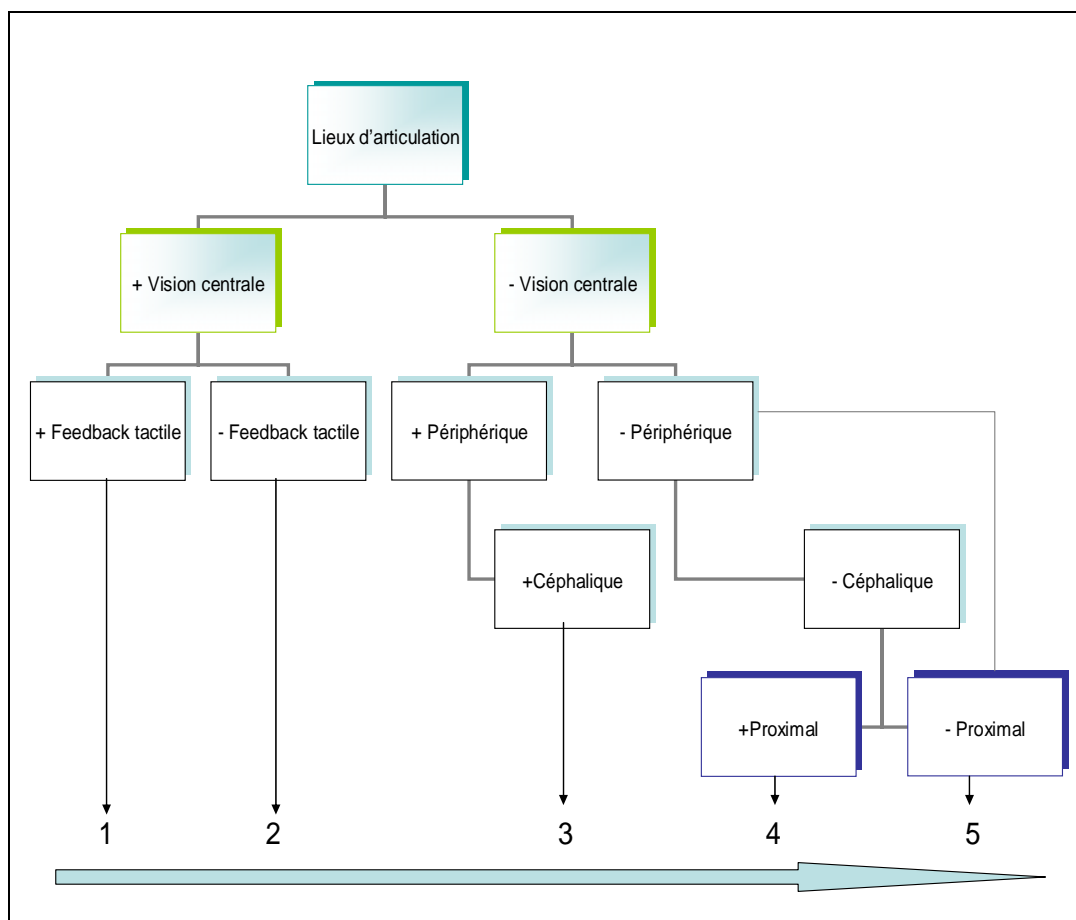 Lieux d'articulation
+ Vision centrale
- Vision centrale
+ Feedback tactile
- Feedback tactile
+ Périphérique
- Périphérique
+Céphalique
- Céphalique
+Proximal
- Proximal
1
2
3
4
5